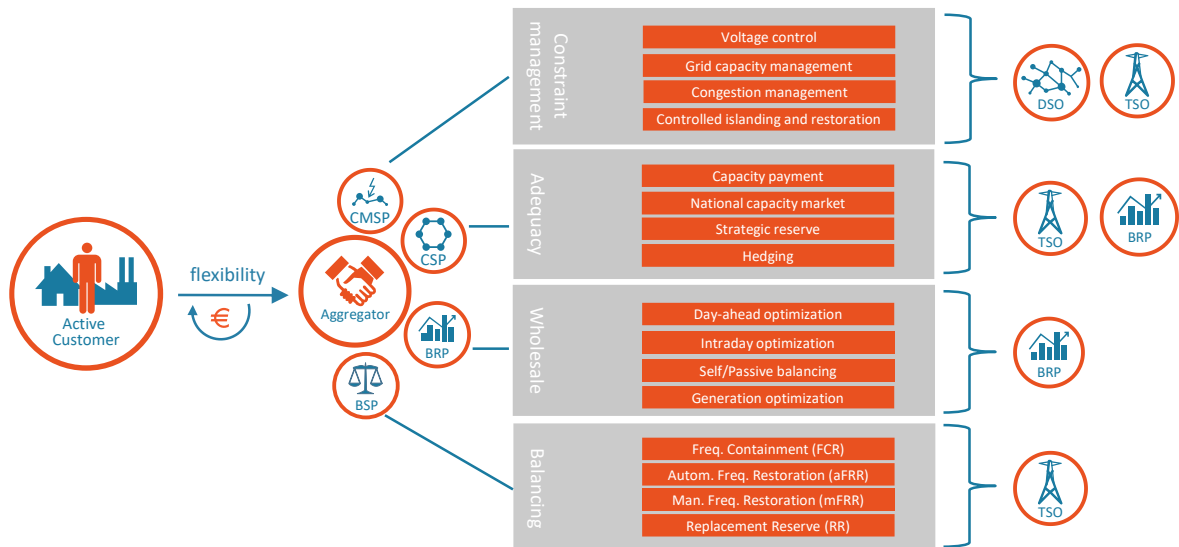 Active
Customer
flexibility
€
Aggregator
CMSP
CSP
BRP
BSP
Constraint
management
Voltage control
Grid capacity management
Congestion management
Controlled islanding and restoration
DSO
TSO
Adequacy
Capacity payment
National capacity market
Strategic reserve
Hedging
TSO
BRP
Wholesale
Day-ahead optimization
Intraday optimization
Self/Passive balancing
Generation optimization
BRP
Balancing
Freq. Containment (FCR)
Autom. Freq. Restoration (aFRR)
Man. Freq. Restoration (mFRR)
Replacement Reserve (RR)
TSO